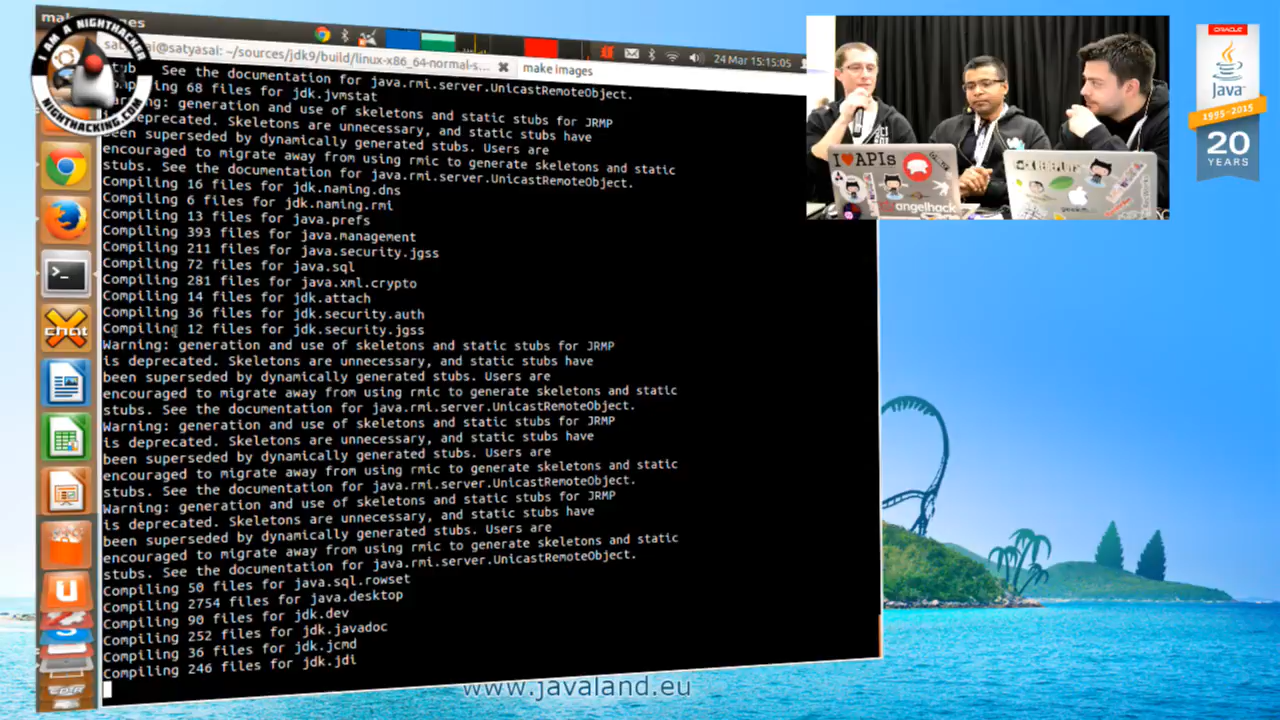 make images
I AM A NIGHTHACKER
NIGHTHACKING.COM
satyasai@satyasai: ~/sources/jdk9/build/linux-x86_64-normal-s...
make images
24 Mar 15:15:05
stub
See the documentation for java.rmi.server.UnicastRemoteObject.
68 files for jdk.jvmstat
generation and use of skeletons and static stubs for JRMP
deprecated. Skeletons are unnecessary, and static stubs have
been superseded by dynamically generated stubs. Users are
encouraged to migrate away from using rmic to generate skeletons and static
stubs. See the documentation for java.rmi.server.UnicastRemoteObject.
Compiling 16 files for jdk.naming.dns
Compiling 6 files for jdk.naming.rmi
Compiling 13 files for java.prefs
Compiling 393 files for java.management
Compiling 211 files for java.security.jgss
Compiling 72 files for java.sql
Compiling 281 files for java.xml.crypto
Compiling 14 files for jdk.attach
Compiling 36 files for jdk.security.auth
Compiling 12 files for jdk.security.jgss
Warning: generation and use of skeletons and static stubs for JRMP
is deprecated. Skeletons are unnecessary, and static stubs have
been superseded by dynamically generated stubs. Users are
encouraged to migrate away from using rmic to generate skeletons and static
stubs. See the documentation for java.rmi.server.UnicastRemoteObject.
Warning: generation and use of skeletons and static stubs for JRMP
is deprecated. Skeletons are unnecessary, and static stubs have
been superseded by dynamically generated stubs. Users are
encouraged to migrate away from using rmic to generate skeletons and static
stubs. See the documentation for java.rmi.server.UnicastRemoteObject.
Warning: generation and use of skeletons and static stubs for JRMP
is deprecated. Skeletons are unnecessary, and static stubs have
been superseded by dynamically generated stubs. Users are
encouraged to migrate away from using rmic to generate skeletons and static
stubs. See the documentation for java.rmi.server.UnicastRemoteObject.
Compiling 50 files for java.sql.rowset
Compiling 2754 files for java.desktop
Compiling 90 files for jdk.dev
Compiling 252 files for jdk.javadoc
Compiling 36 files for jdk.jcmd
Compiling 246 files for jdk.jdi
chat
I ♥ APIs
angelhack
ORACLE
Java
1995-2015
20
YEARS
www.javaland.eu